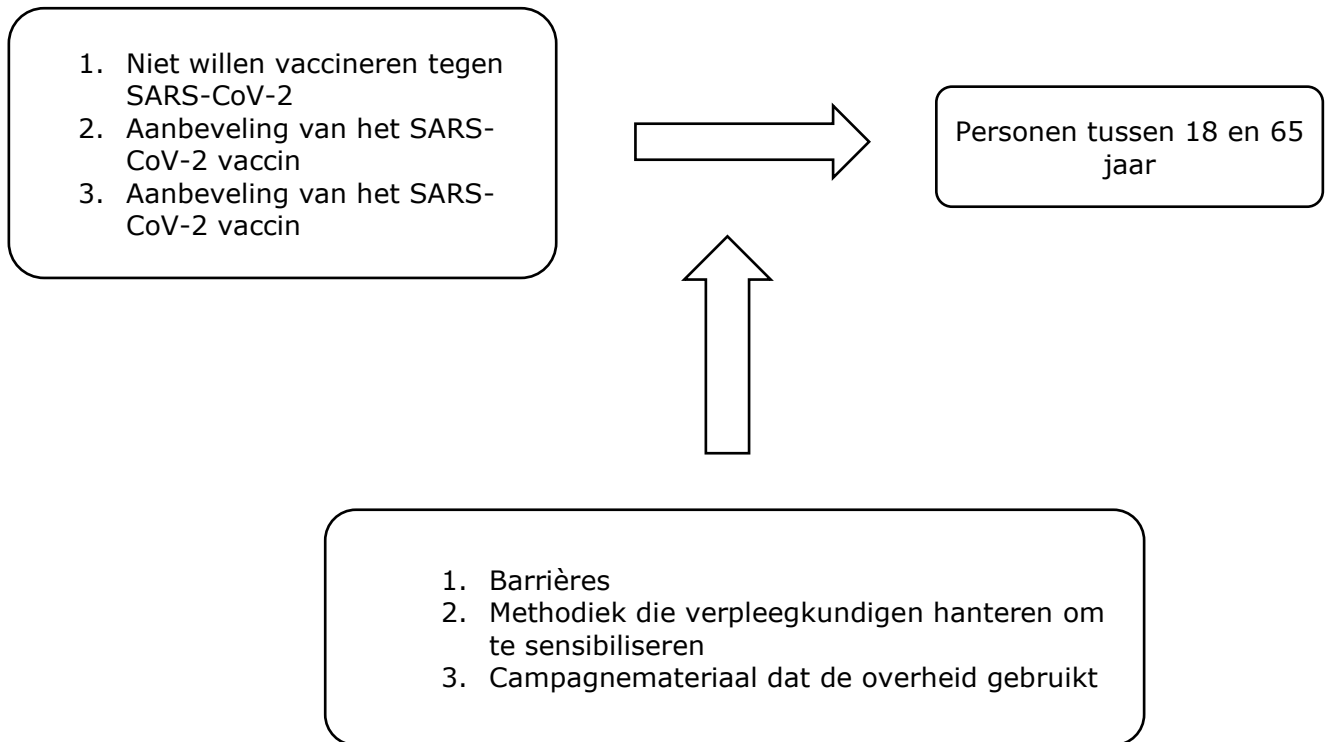 1. Niet willen vaccineren tegen
SARS-CoV-2
2. Aanbeveling van het SARS-
CoV-2 vaccin
3. Aanbeveling van het SARS-
CoV-2 vaccin
Personen tussen 18 en 65
jaar
1. Barrières
2. Methodiek die verpleegkundigen hanteren om
te sensibiliseren
3. Campagnemateriaal dat de overheid gebruikt